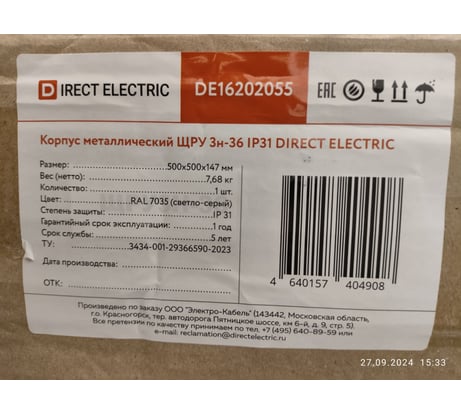 DIRECT ELECTRIC
DE16202055
EAC
Корпус металлический ЩРУ 3н-36 IP31 DIRECT ELECTRIC
Размер: 500х500х147 мм
Вес (нетто): 7,68 кг
Количество: 1 шт.
Цвет: RAL 7035 (светло-серый)
Степень защиты: IP 31
Гарантийный срок эксплуатации: 1 год
Срок службы: 5 лет
ТУ: 3434-001-29366590-2023
Дата производства:
ОТК:
4 640157 404908
Произведено по заказу ООО "Электро-Кабель" (143442, Московская область,
г.о. Красногорск, тер. автодорога Пятницкое шоссе, км 6-й, д. 9, стр. 5).
Все претензии по качеству принимаем по тел. +7 (495) 640-89-59 или
e-mail: reclamation@directelectric.ru
27,09.2024 15:33